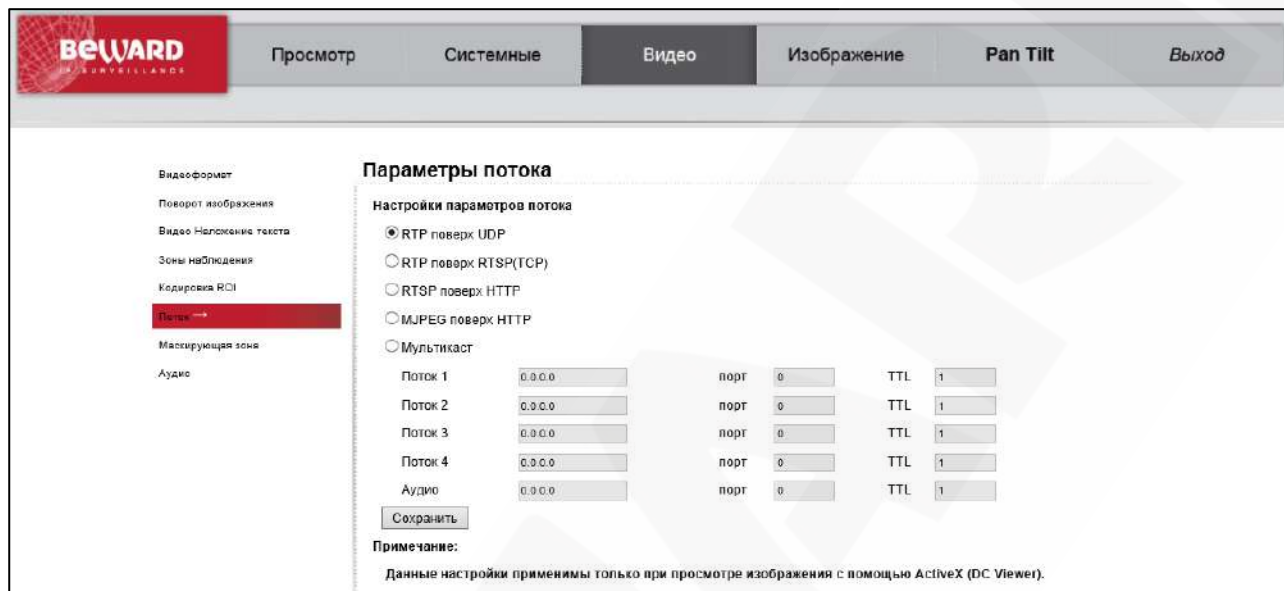 BEWARD
IP SURVEILLANCE
Просмотр Системные Видео Изображение Pan Tilt Выход
Видеоформат
Поворот изображения
Видео Наложение текста
Зоны наблюдения
Кодировка ROI
Поток →
Маскирующая зона
Аудио
Параметры потока
Настройки параметров потока
RTP поверх UDP
RTP поверх RTSP(TCP)
RTSP поверх HTTP
MJPEG поверх HTTP
Мультикаст
Поток 1 0.0.0.0 порт 0 TTL 1
Поток 2 0.0.0.0 порт 0 TTL 1
Поток 3 0.0.0.0 порт 0 TTL 1
Поток 4 0.0.0.0 порт 0 TTL 1
Аудио 0.0.0.0 порт 0 TTL 1
Сохранить
Примечание:
Данные настройки применимы только при просмотре изображения с помощью ActiveX (DC Viewer).